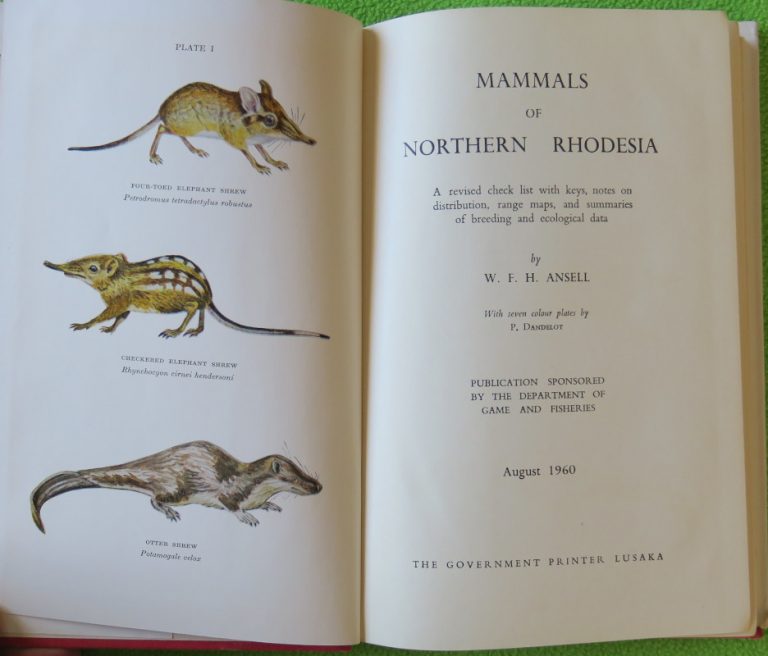 PLATE I
FOUR-TOED ELEPHANT SHREW
Petrodromus tetradactylus robustus
CHECKERED ELEPHANT SHREW
Rhynchocyon cirnei hendersoni
OTTER SHREW
Potamogale velox
MAMMALS
OF
NORTHERN RHODESIA
A revised check list with keys, notes on
distribution, range maps, and summaries
of breeding and ecological data
by
W. F. H. ANSELL
With seven colour plates by
P. DANDELOT
PUBLICATION SPONSORED
BY THE DEPARTMENT OF
GAME AND FISHERIES
August 1960
THE GOVERNMENT PRINTER LUSAKA